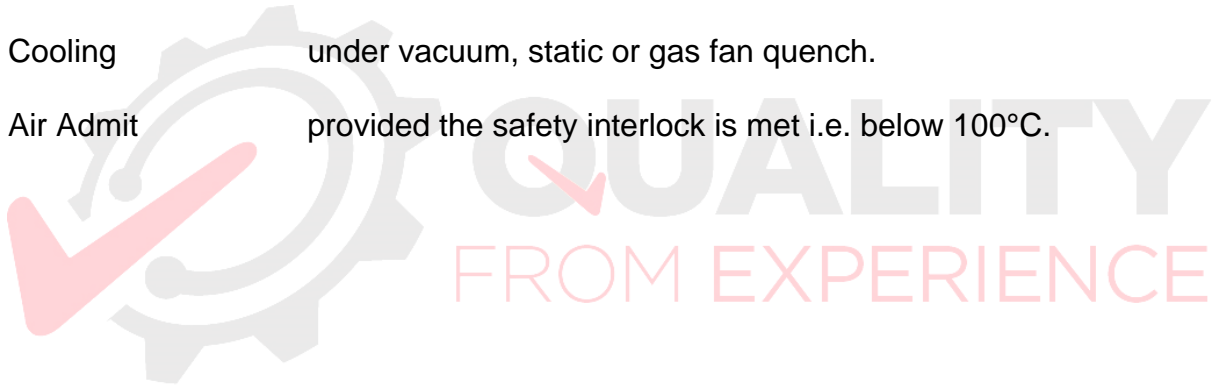 Cooling under vacuum, static or gas fan quench.
Air Admit provided the safety interlock is met i.e. below 100°C.
QUALITY
FROM EXPERIENCE